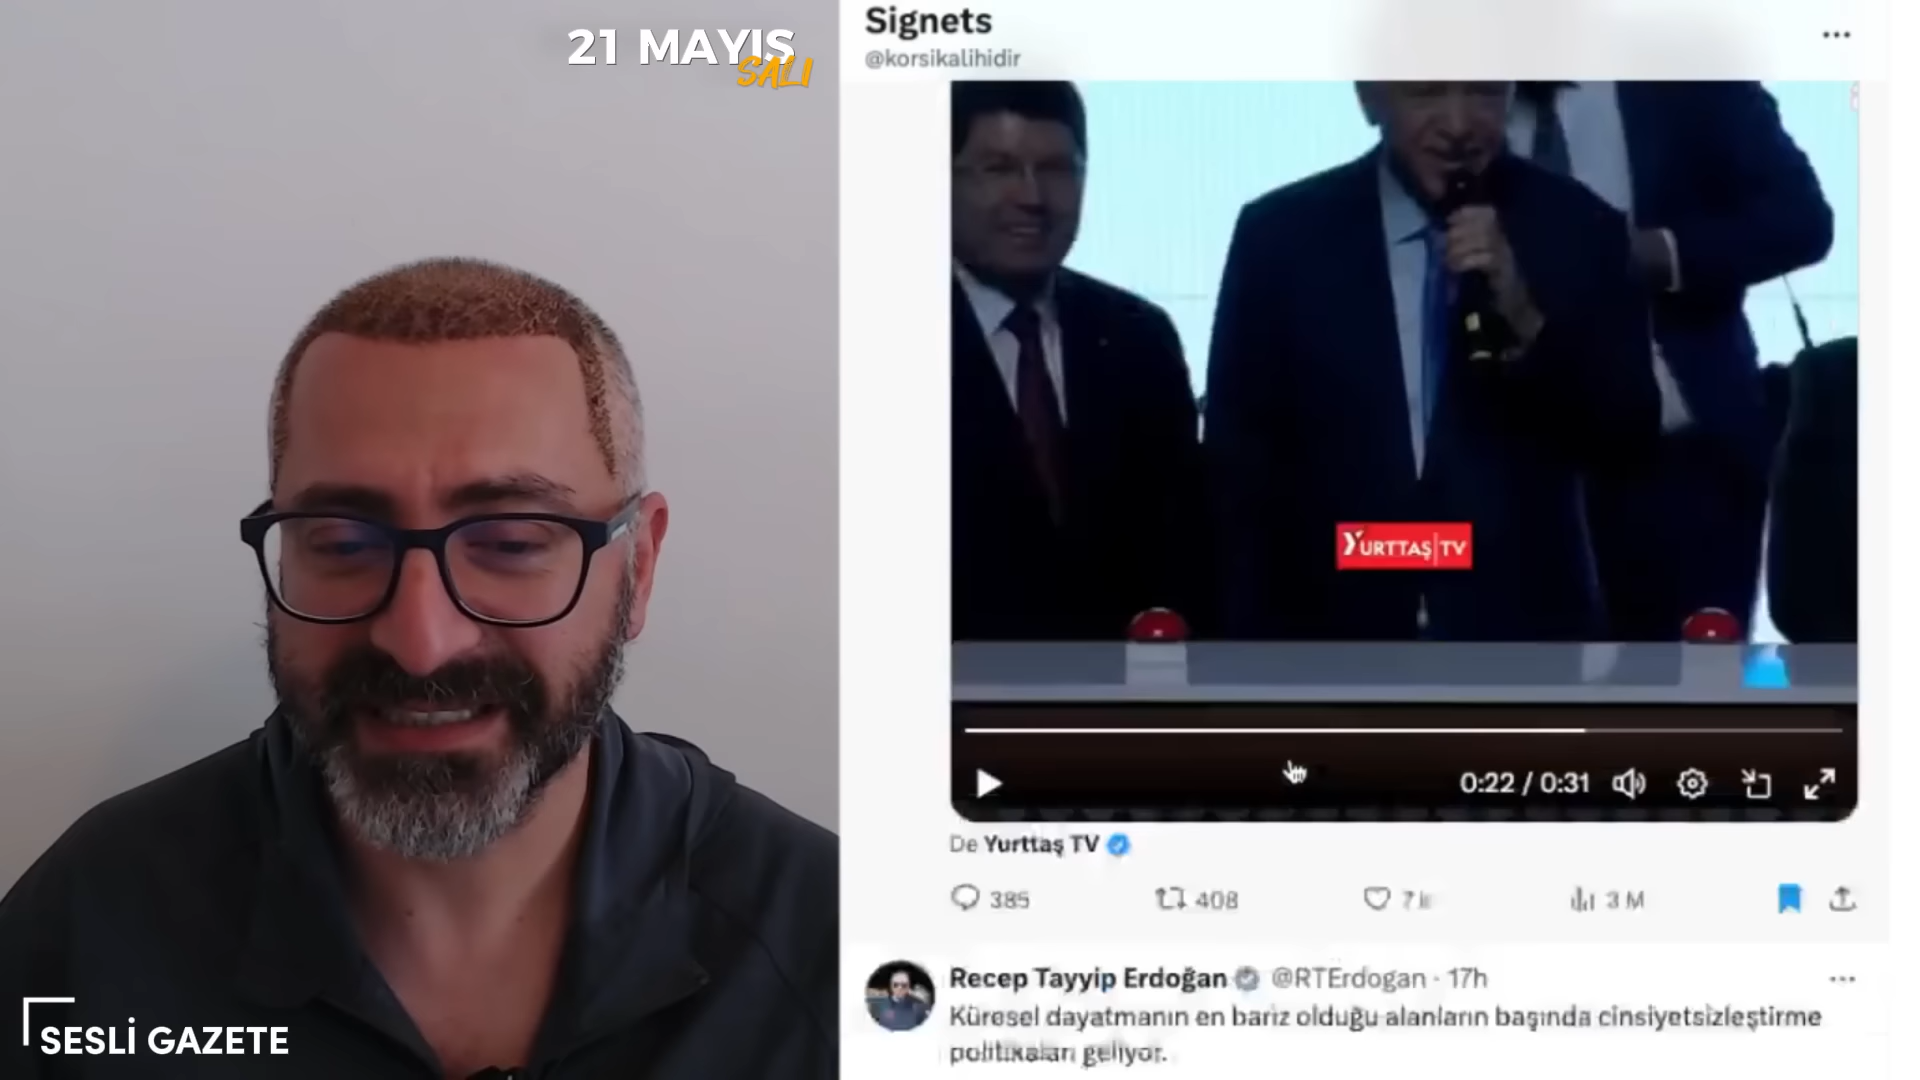 21 MAYIS
SALI
SESLİ GAZETE
Signets
@korsikalihidir
YURTTAŞ TV
0:22 / 0:31
De Yurttaş TV
385
408
7 k
3 M
Recep Tayyip Erdoğan @RTErdogan · 17h
Küresel dayatmanın en bariz olduğu alanların başında cinsiyetsizleştirme
politikaları geliyor.